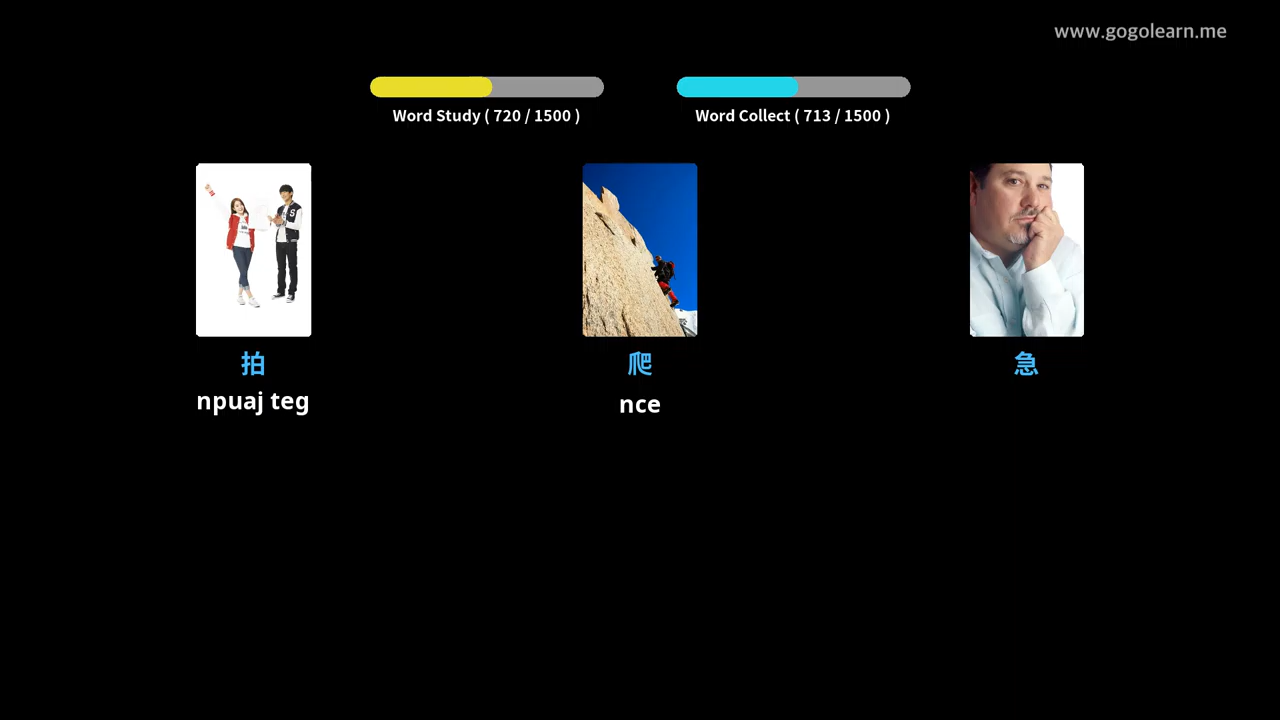 www.gogolearn.me
Word Study ( 720 / 1500 )
Word Collect ( 713 / 1500 )
拍
爬
急
npuaj teg
nce